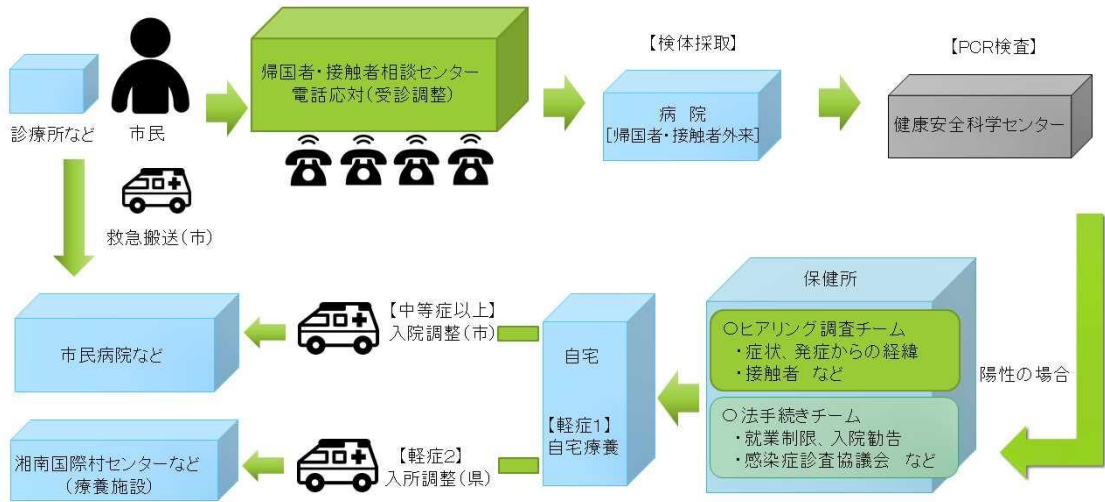 診療所など
市民
帰国者・接触者相談センター
電話応対(受診調整)
【検体採取】
病 院
[帰国者・接触者外来]
【PCR検査】
健康安全科学センター
救急搬送(市)
陽性の場合
保健所
○ヒアリング調査チーム
・症状、発症からの経緯
・接触者 など
○法手続きチーム
・就業制限、入院勧告
・感染症診査協議会 など
自宅
【軽症1】
自宅療養
【中等症以上】
入院調整(市)
市民病院など
【軽症2】
入所調整(県)
湘南国際村センターなど
(療養施設)